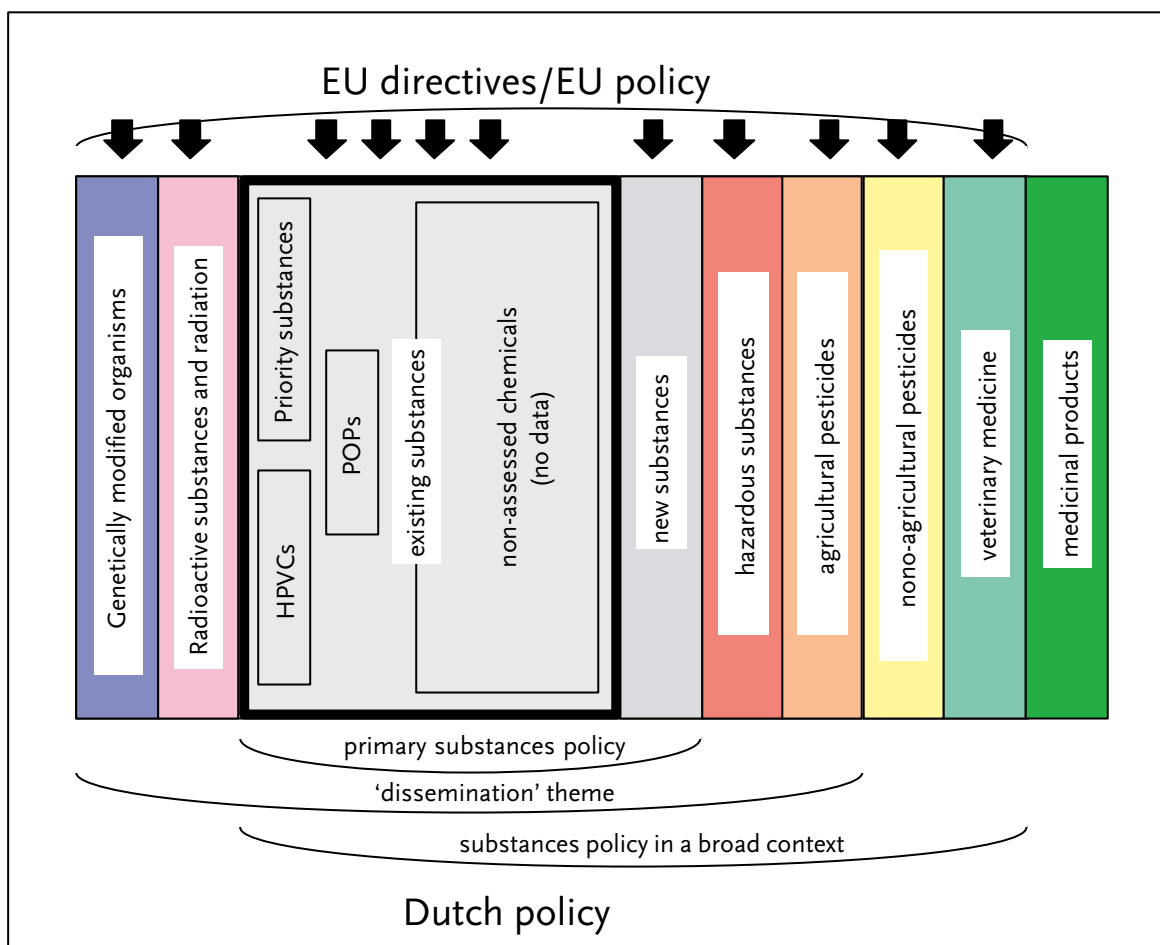 EU directives/EU policy
Genetically modified organisms
Radioactive substances and radiation
Priority substances
HPVCs
POPs
existing substances
non-assessed chemicals
(no data)
new substances
hazardous substances
agricultural pesticides
nono-agricultural pesticides
veterinary medicine
medicinal products
primary substances policy
‘dissemination’ theme
substances policy in a broad context
Dutch policy